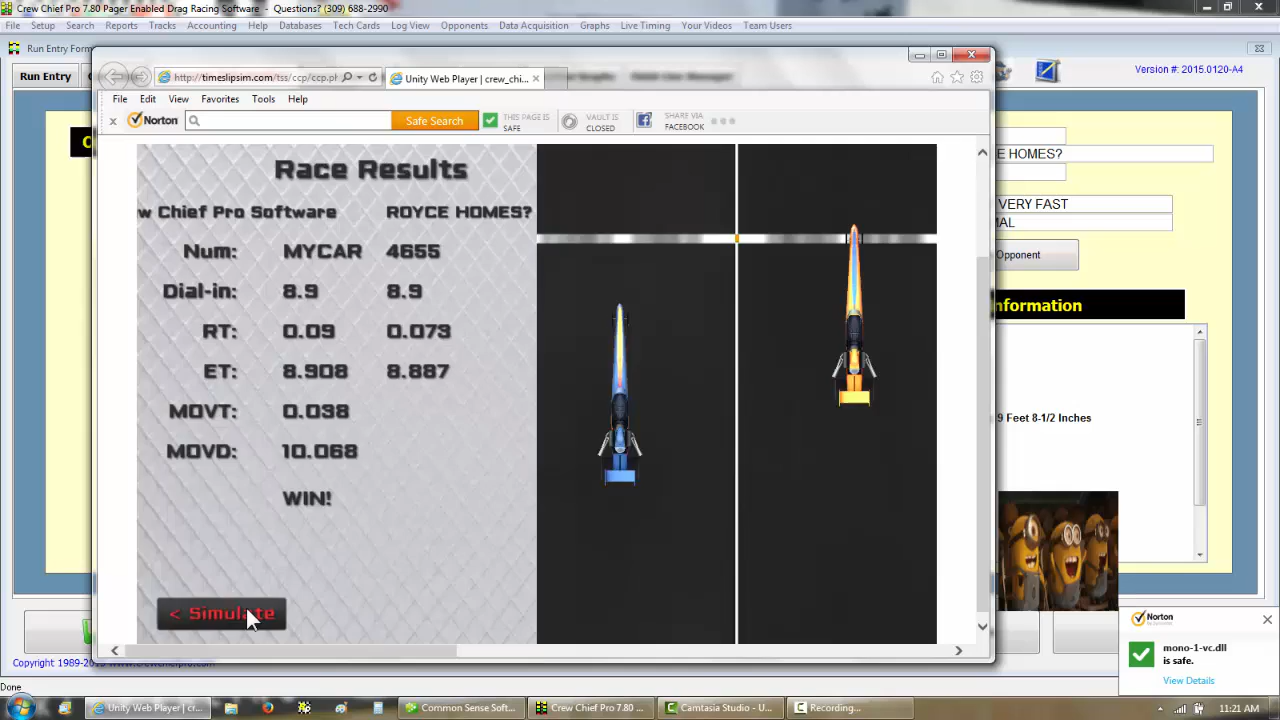 Crew Chief Pro 7.80 Pager Enabled Drag Racing Software - Questions? (309) 688-2990
File Setup Search Reports Tracks Accounting Help Databases Tech Cards Log View Opponents Data Acquisition Graphs Live Timing Your Videos Team Users
Run Entry Form
Run Entry
Version #: 2015.0120-A4
http://timeslipsim.com/tss/ccp/ccp.pl
Unity Web Player | crew_chi...
File Edit View Favorites Tools Help
x Norton Safe Search
THIS PAGE IS SAFE
VAULT IS CLOSED
SHARE VIA FACEBOOK
Race Results
w Chief Pro Software ROYCE HOMES?
Num: MYCAR 4655
Dial-in: 8.9 8.9
RT: 0.09 0.073
ET: 8.908 8.887
MOVT: 0.038
MOVD: 10.068
WIN!
< Simulate
E HOMES?
VERY FAST
MAL
Opponent
nformation
9 Feet 8-1/2 Inches
Norton
mono-1-vc.dll
is safe.
View Details
Done
Unity Web Player | cr...
Common Sense Soft...
Crew Chief Pro 7.80 ...
Camtasia Studio - U...
Recording...
11:21 AM